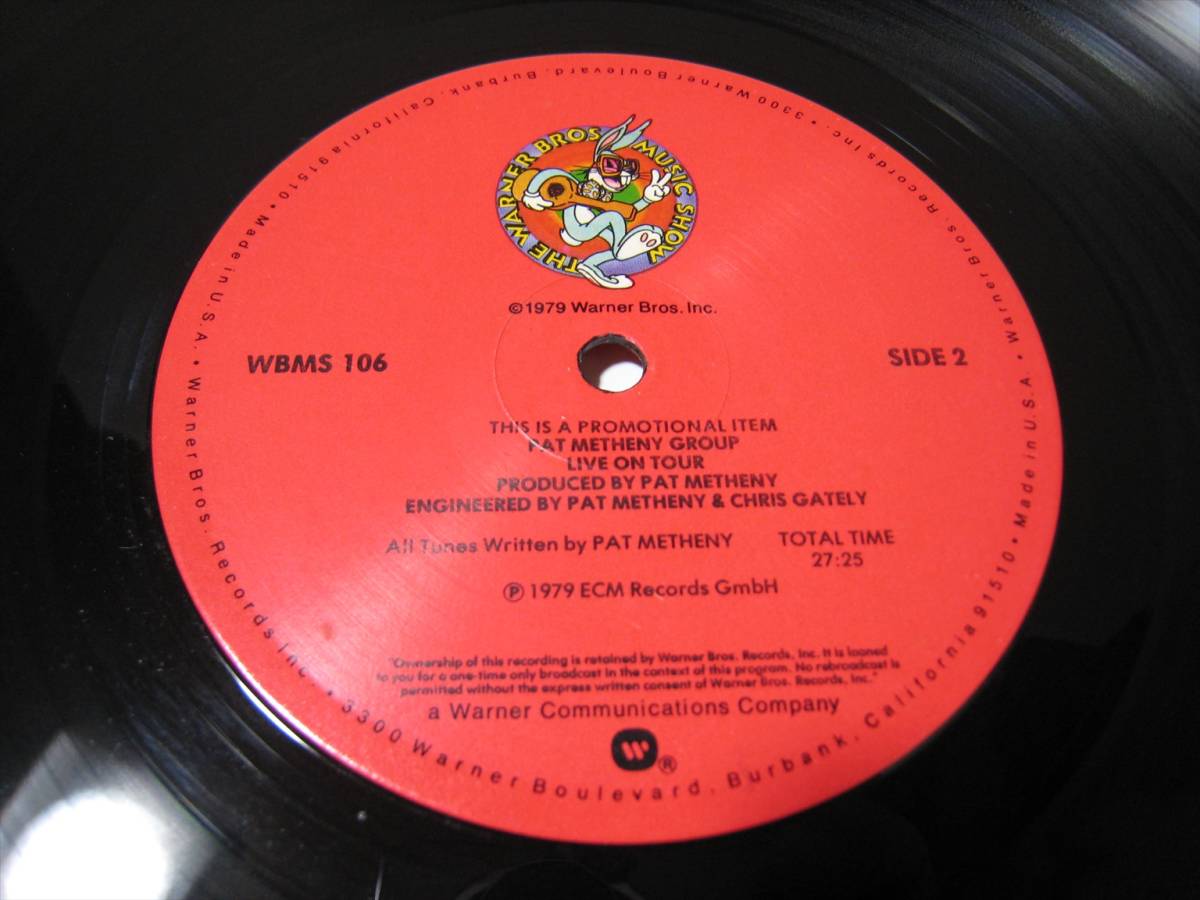 THE WARNER BROS MUSIC SHOW
©1979 Warner Bros. Inc.
WBMS 106
SIDE 2
THIS IS A PROMOTIONAL ITEM
PAT METHENY GROUP
LIVE ON TOUR
PRODUCED BY PAT METHENY
ENGINEERED BY PAT METHENY & CHRIS GATELY
All Tunes Written by PAT METHENY
TOTAL TIME
27:25
℗ 1979 ECM Records GmbH
"Ownership of this recording is retained by Warner Bros. Records, Inc. It is loaned
to you for a one-time only broadcast in the context of this program. No rebroadcast is
permitted without the express written consent of Warner Bros. Records, Inc."
a Warner Communications Company
W ®
Warner Bros. Records Inc. • 3300 Warner Boulevard, Burbank, California 91510 • Made in U.S.A. • Warner Bros. Records Inc. • 3300 Warner Boulevard, Burbank, California 91510 • Made in U.S.A. •